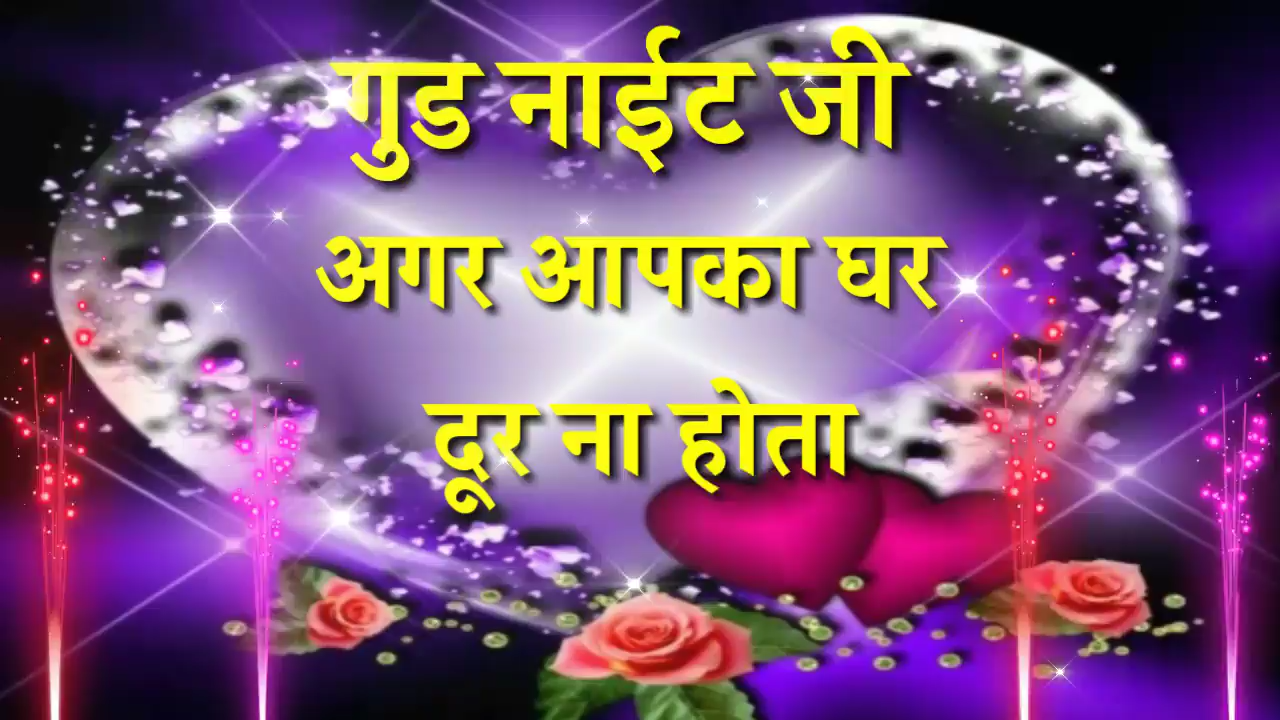 गुड नाईट जी
अगर आपका घर
दूर ना होता